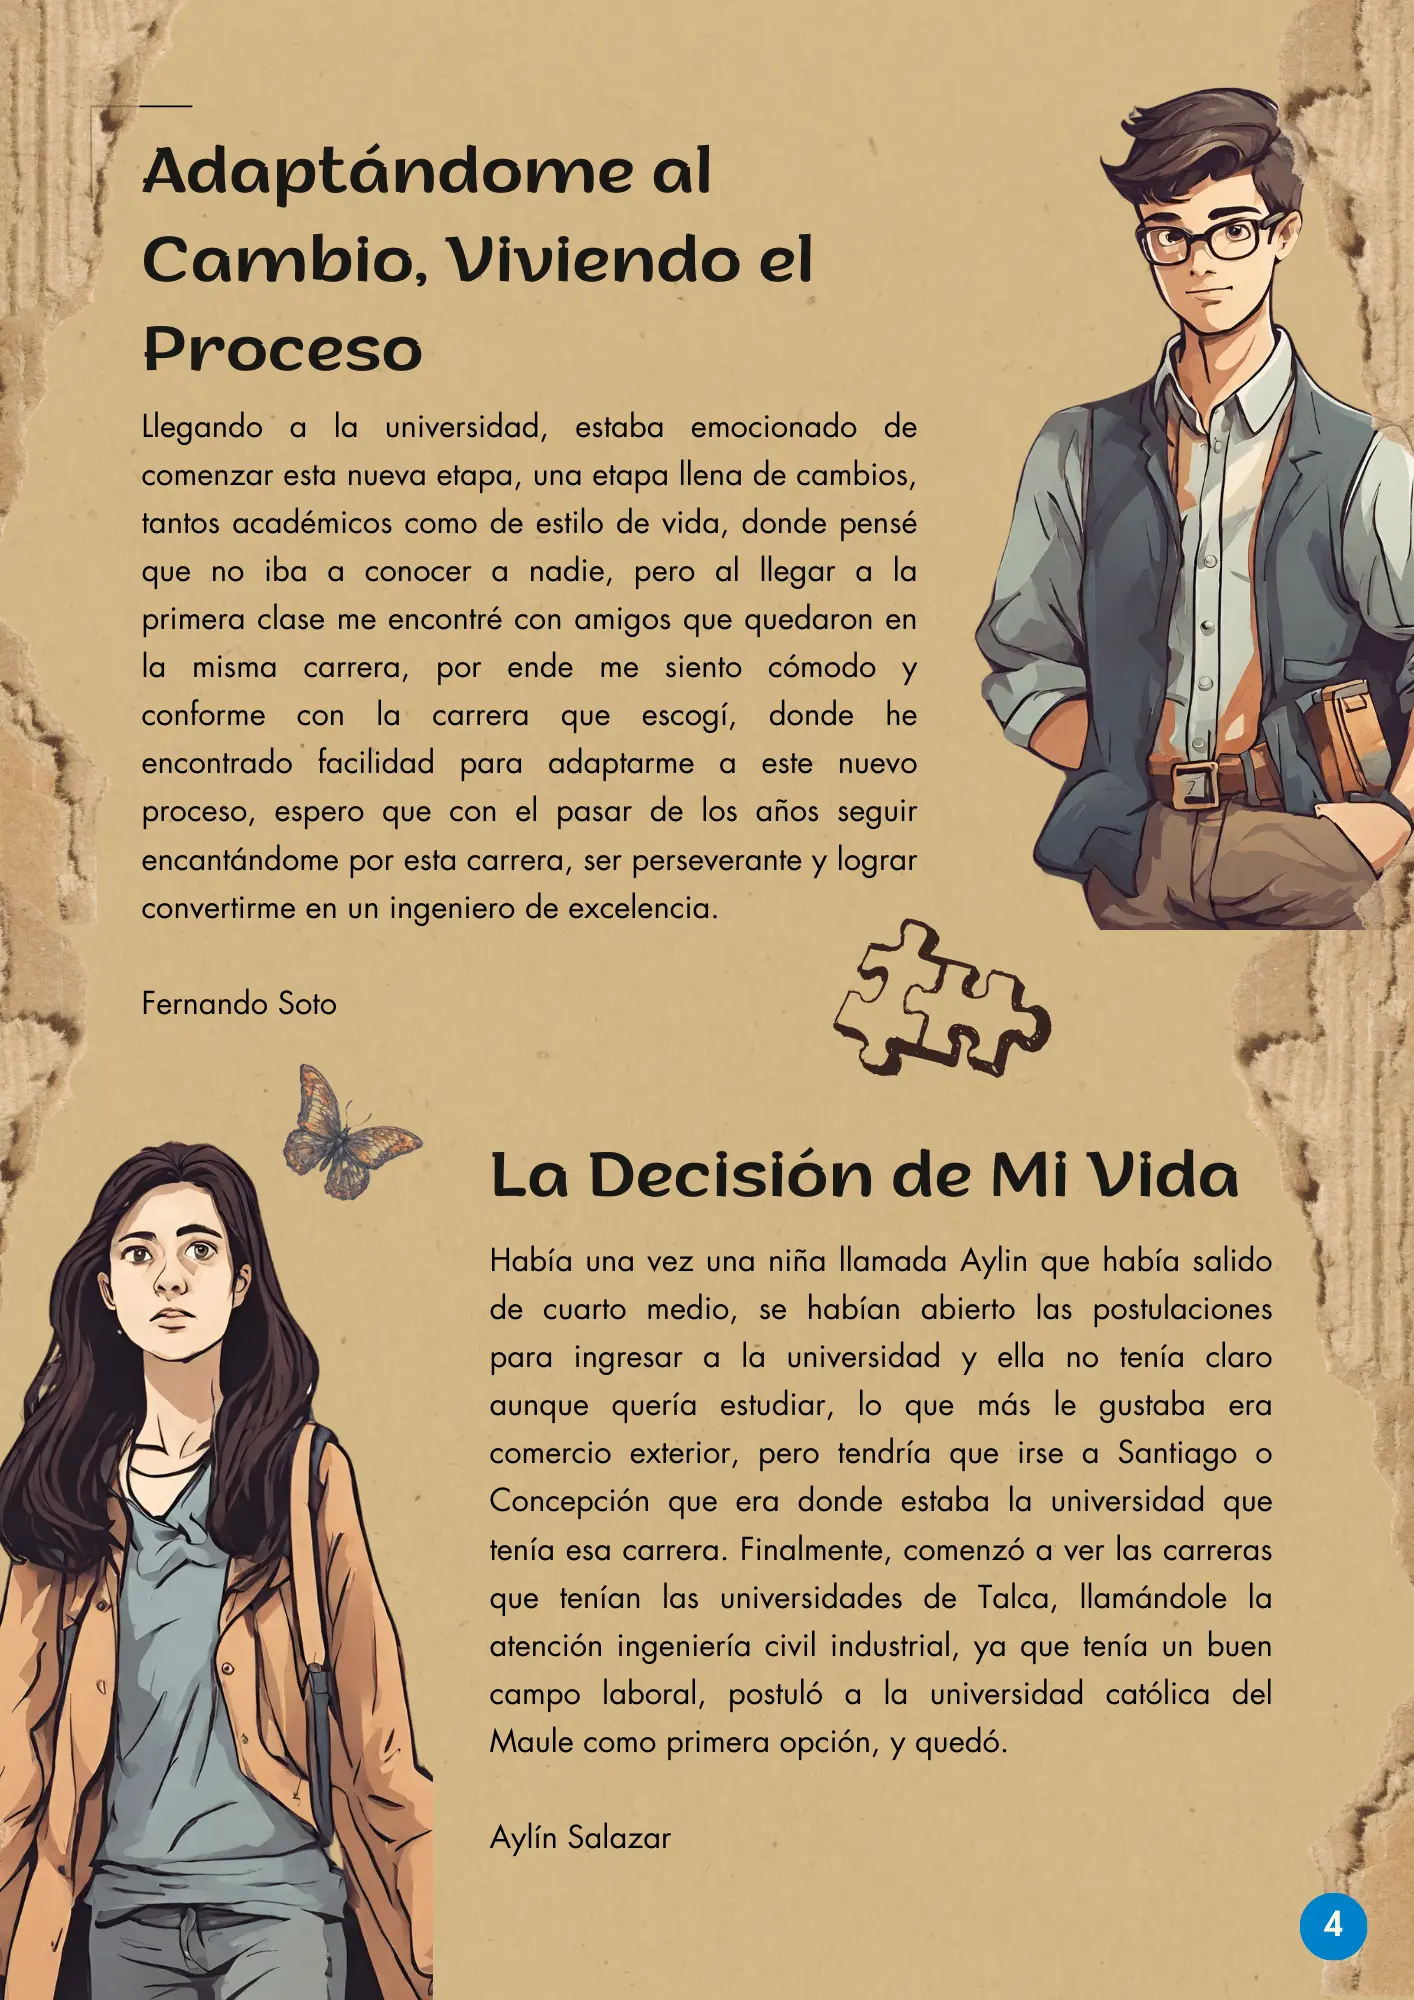 Adaptándome al
Cambio, Viviendo el
Proceso
Llegando a la universidad, estaba emocionado de
comenzar esta nueva etapa, una etapa llena de cambios,
tantos académicos como de estilo de vida, donde pensé
que no iba a conocer a nadie, pero al llegar a la
primera clase me encontré con amigos que quedaron en
la misma carrera, por ende me siento cómodo y
conforme con la carrera que escogí, donde he
encontrado facilidad para adaptarme a este nuevo
proceso, espero que con el pasar de los años seguir
encantándome por esta carrera, ser perseverante y lograr
convertirme en un ingeniero de excelencia.
Fernando Soto
La Decisión de Mi Vida
Había una vez una niña llamada Aylin que había salido
de cuarto medio, se habían abierto las postulaciones
para ingresar a la universidad y ella no tenía claro
aunque quería estudiar, lo que más le gustaba era
comercio exterior, pero tendría que irse a Santiago o
Concepción que era donde estaba la universidad que
tenía esa carrera. Finalmente, comenzó a ver las carreras
que tenían las universidades de Talca, llamándole la
atención ingeniería civil industrial, ya que tenía un buen
campo laboral, postuló a la universidad católica del
Maule como primera opción, y quedó.
Aylín Salazar
4